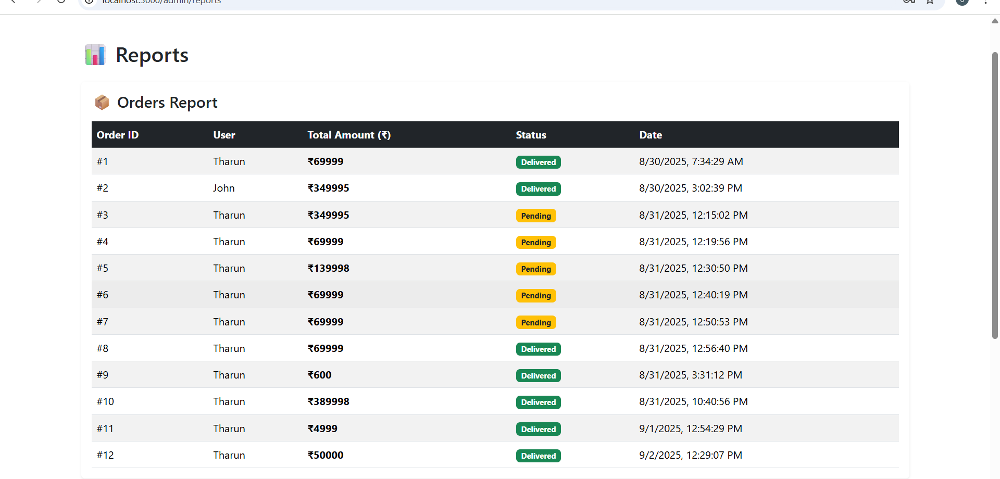 localhost:3000/admin/reports
Reports
Orders Report
Order ID User Total Amount (₹) Status Date
#1 Tharun ₹69999 Delivered 8/30/2025, 7:34:29 AM
#2 John ₹349995 Delivered 8/30/2025, 3:02:39 PM
#3 Tharun ₹349995 Pending 8/31/2025, 12:15:02 PM
#4 Tharun ₹69999 Pending 8/31/2025, 12:19:56 PM
#5 Tharun ₹139998 Pending 8/31/2025, 12:30:50 PM
#6 Tharun ₹69999 Pending 8/31/2025, 12:40:19 PM
#7 Tharun ₹69999 Pending 8/31/2025, 12:50:53 PM
#8 Tharun ₹69999 Delivered 8/31/2025, 12:56:40 PM
#9 Tharun ₹600 Delivered 8/31/2025, 3:31:12 PM
#10 Tharun ₹389998 Delivered 8/31/2025, 10:40:56 PM
#11 Tharun ₹4999 Delivered 9/1/2025, 12:54:29 PM
#12 Tharun ₹50000 Delivered 9/2/2025, 12:29:07 PM